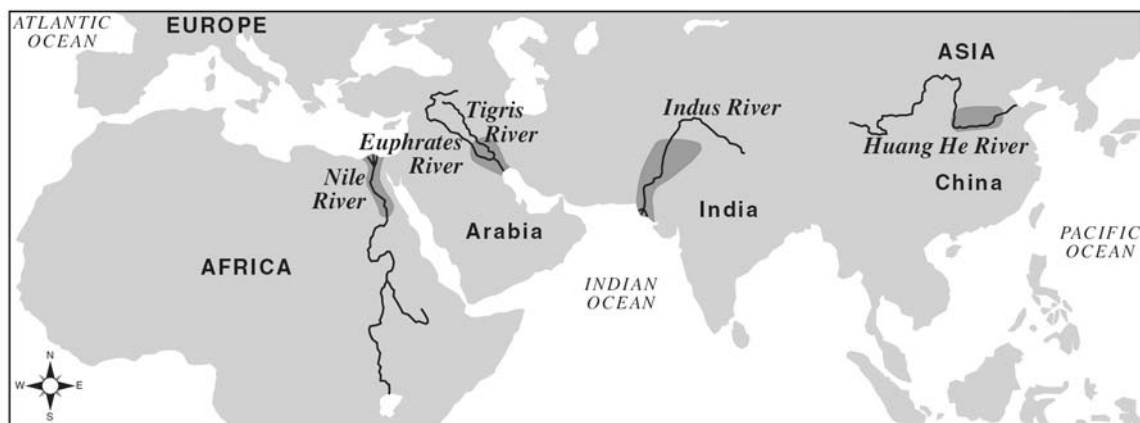 ATLANTIC
OCEAN
EUROPE
ASIA
Tigris
River
Indus River
Euphrates
River
Huang He River
Nile
River
China
India
Arabia
PACIFIC
OCEAN
AFRICA
INDIAN
OCEAN
N
W E
S